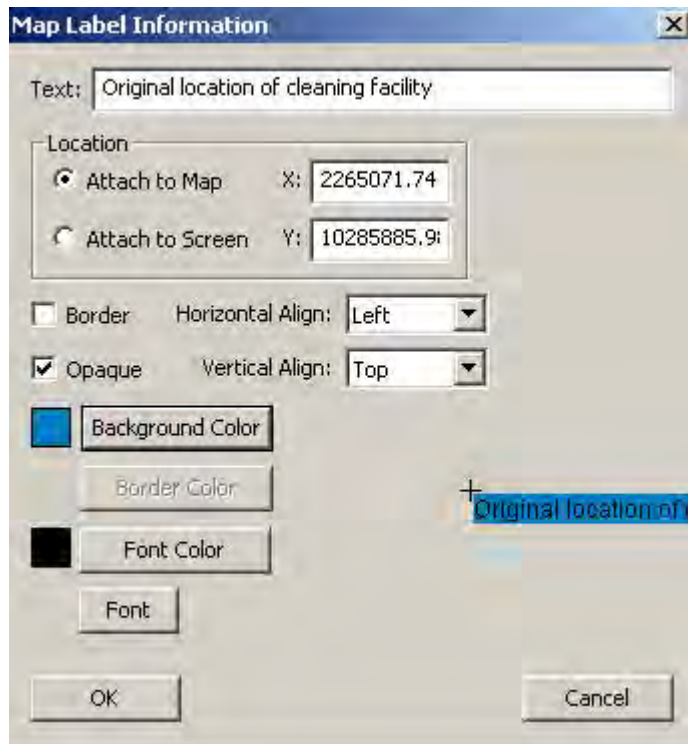 Map Label Information
Text: Original location of cleaning facility
Location
Attach to Map X: 2265071.74
Attach to Screen Y: 10285885.9
Border Horizontal Align: Left
Opaque Vertical Align: Top
Background Color
Border Color
Original location of
Font Color
Font
OK Cancel